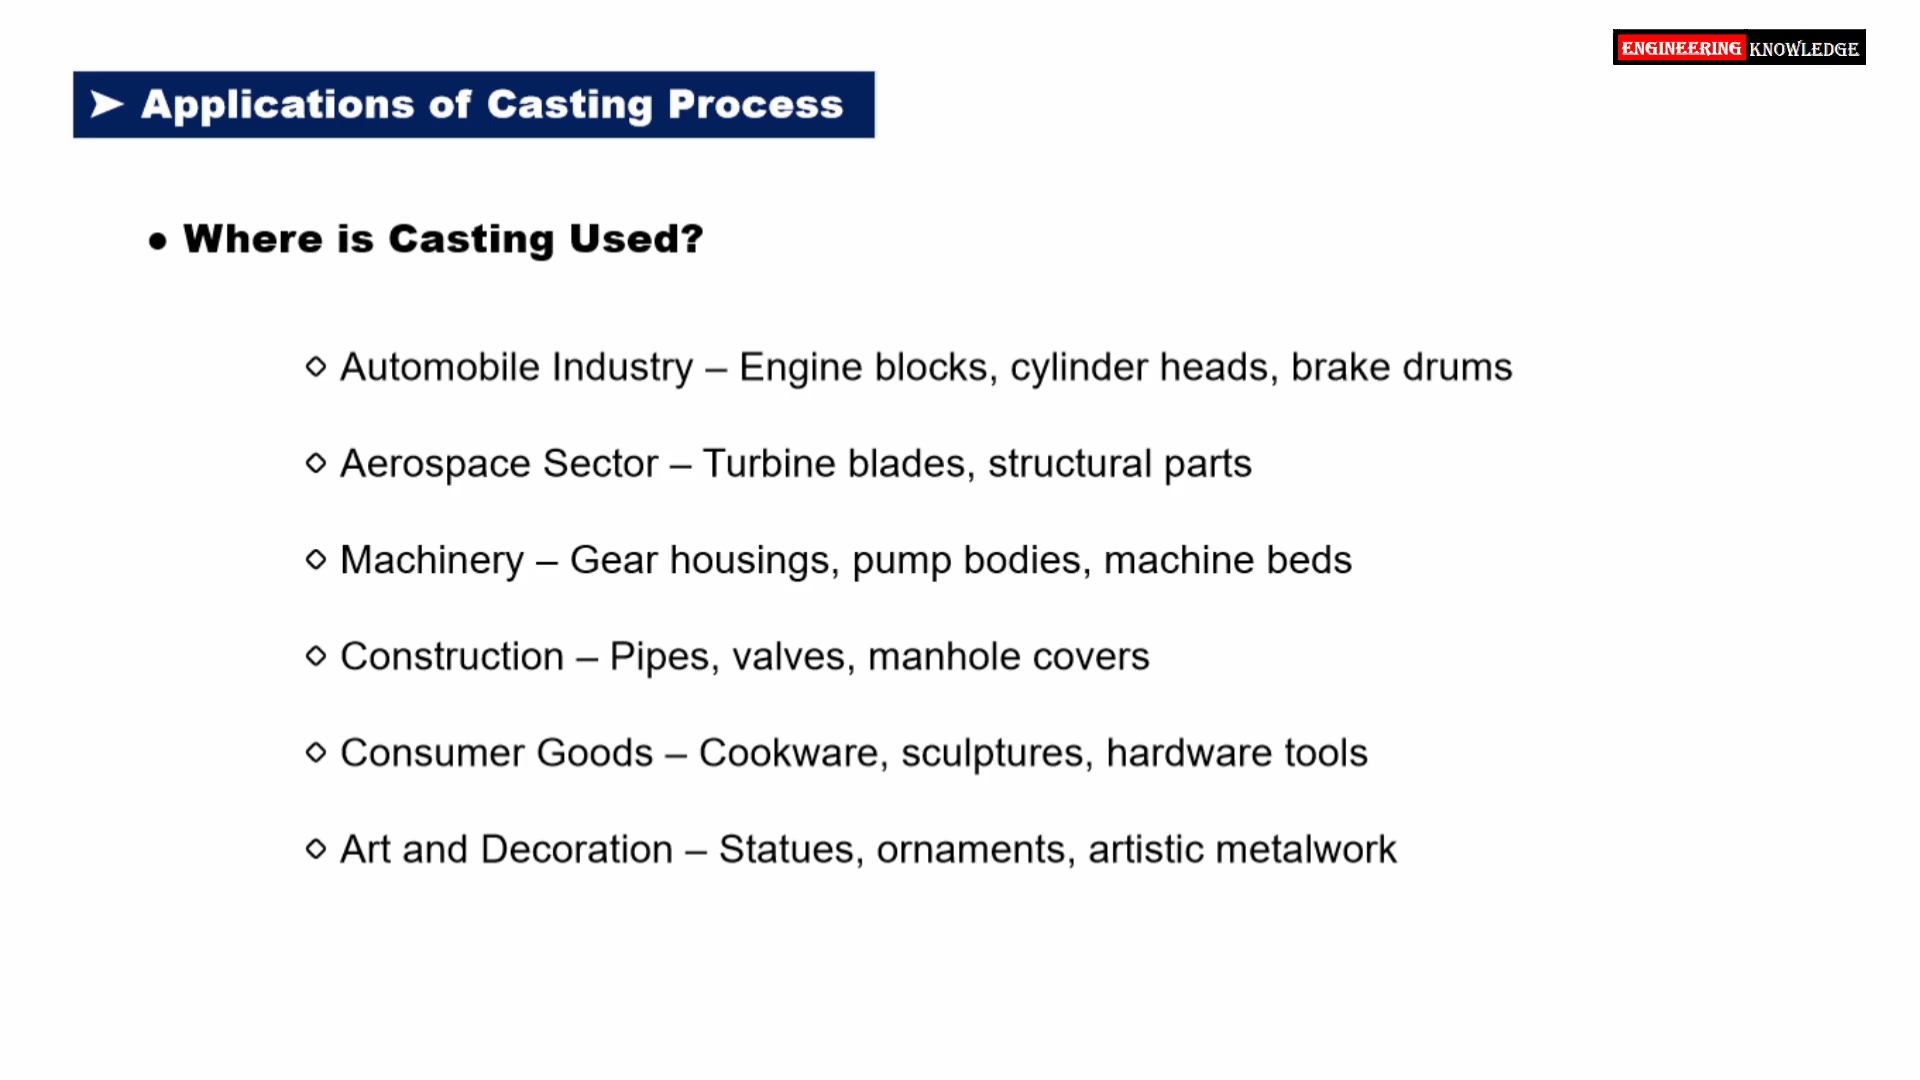 ENGINEERING KNOWLEDGE
➤ Applications of Casting Process
● Where is Casting Used?
◇ Automobile Industry – Engine blocks, cylinder heads, brake drums
◇ Aerospace Sector – Turbine blades, structural parts
◇ Machinery – Gear housings, pump bodies, machine beds
◇ Construction – Pipes, valves, manhole covers
◇ Consumer Goods – Cookware, sculptures, hardware tools
◇ Art and Decoration – Statues, ornaments, artistic metalwork